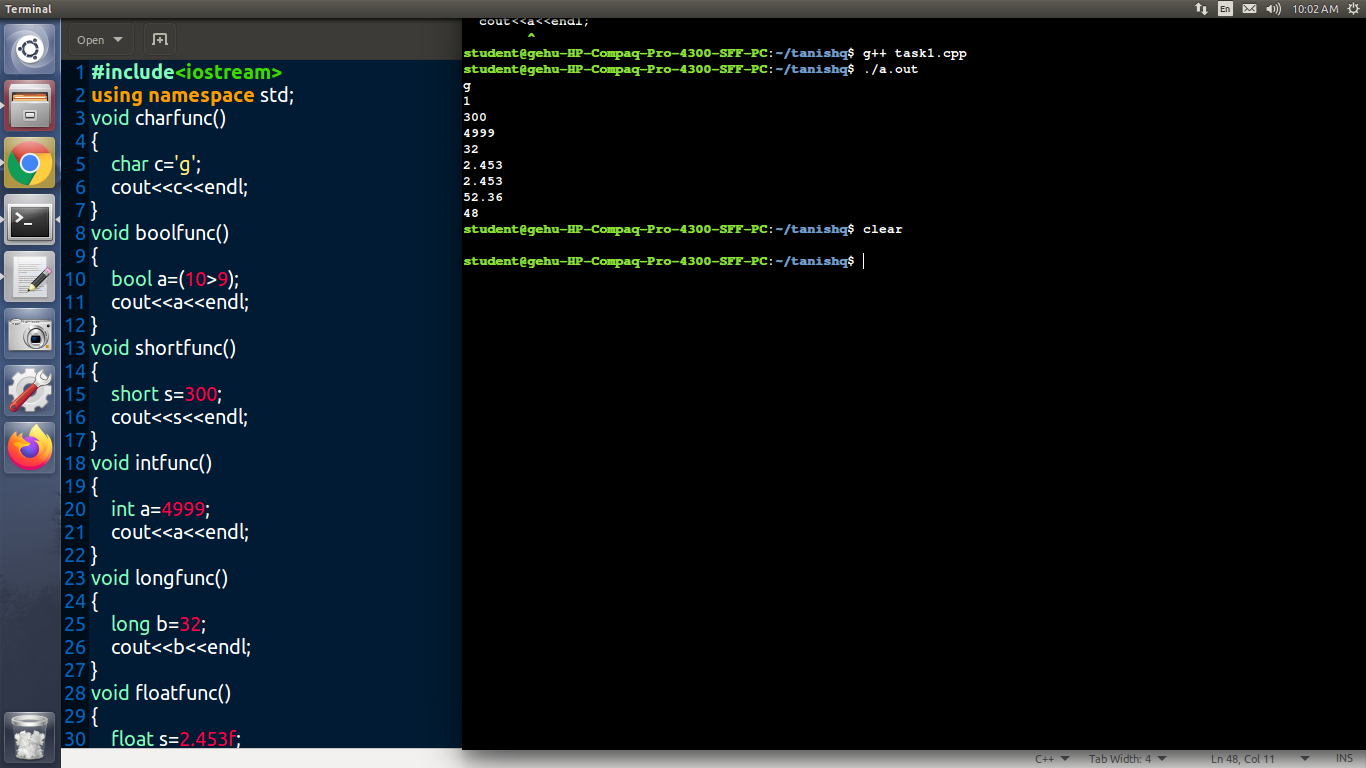 Terminal
En
10:02 AM
Open
1 #include<iostream>
2 using namespace std;
3 void charfunc()
4 {
5 char c='g';
6 cout<<c<<endl;
7 }
8 void boolfunc()
9 {
10 bool a=(10>9);
11 cout<<a<<endl;
12 }
13 void shortfunc()
14 {
15 short s=300;
16 cout<<s<<endl;
17 }
18 void intfunc()
19 {
20 int a=4999;
21 cout<<a<<endl;
22 }
23 void longfunc()
24 {
25 long b=32;
26 cout<<b<<endl;
27 }
28 void floatfunc()
29 {
30 float s=2.453f;
cout<<a<<endl;
^
student@gehu-HP-Compaq-Pro-4300-SFF-PC:~/tanishq$ g++ task1.cpp
student@gehu-HP-Compaq-Pro-4300-SFF-PC:~/tanishq$ ./a.out
g
1
300
4999
32
2.453
2.453
52.36
48
student@gehu-HP-Compaq-Pro-4300-SFF-PC:~/tanishq$ clear
student@gehu-HP-Compaq-Pro-4300-SFF-PC:~/tanishq$
C++ Tab Width: 4 Ln 48, Col 11 INS